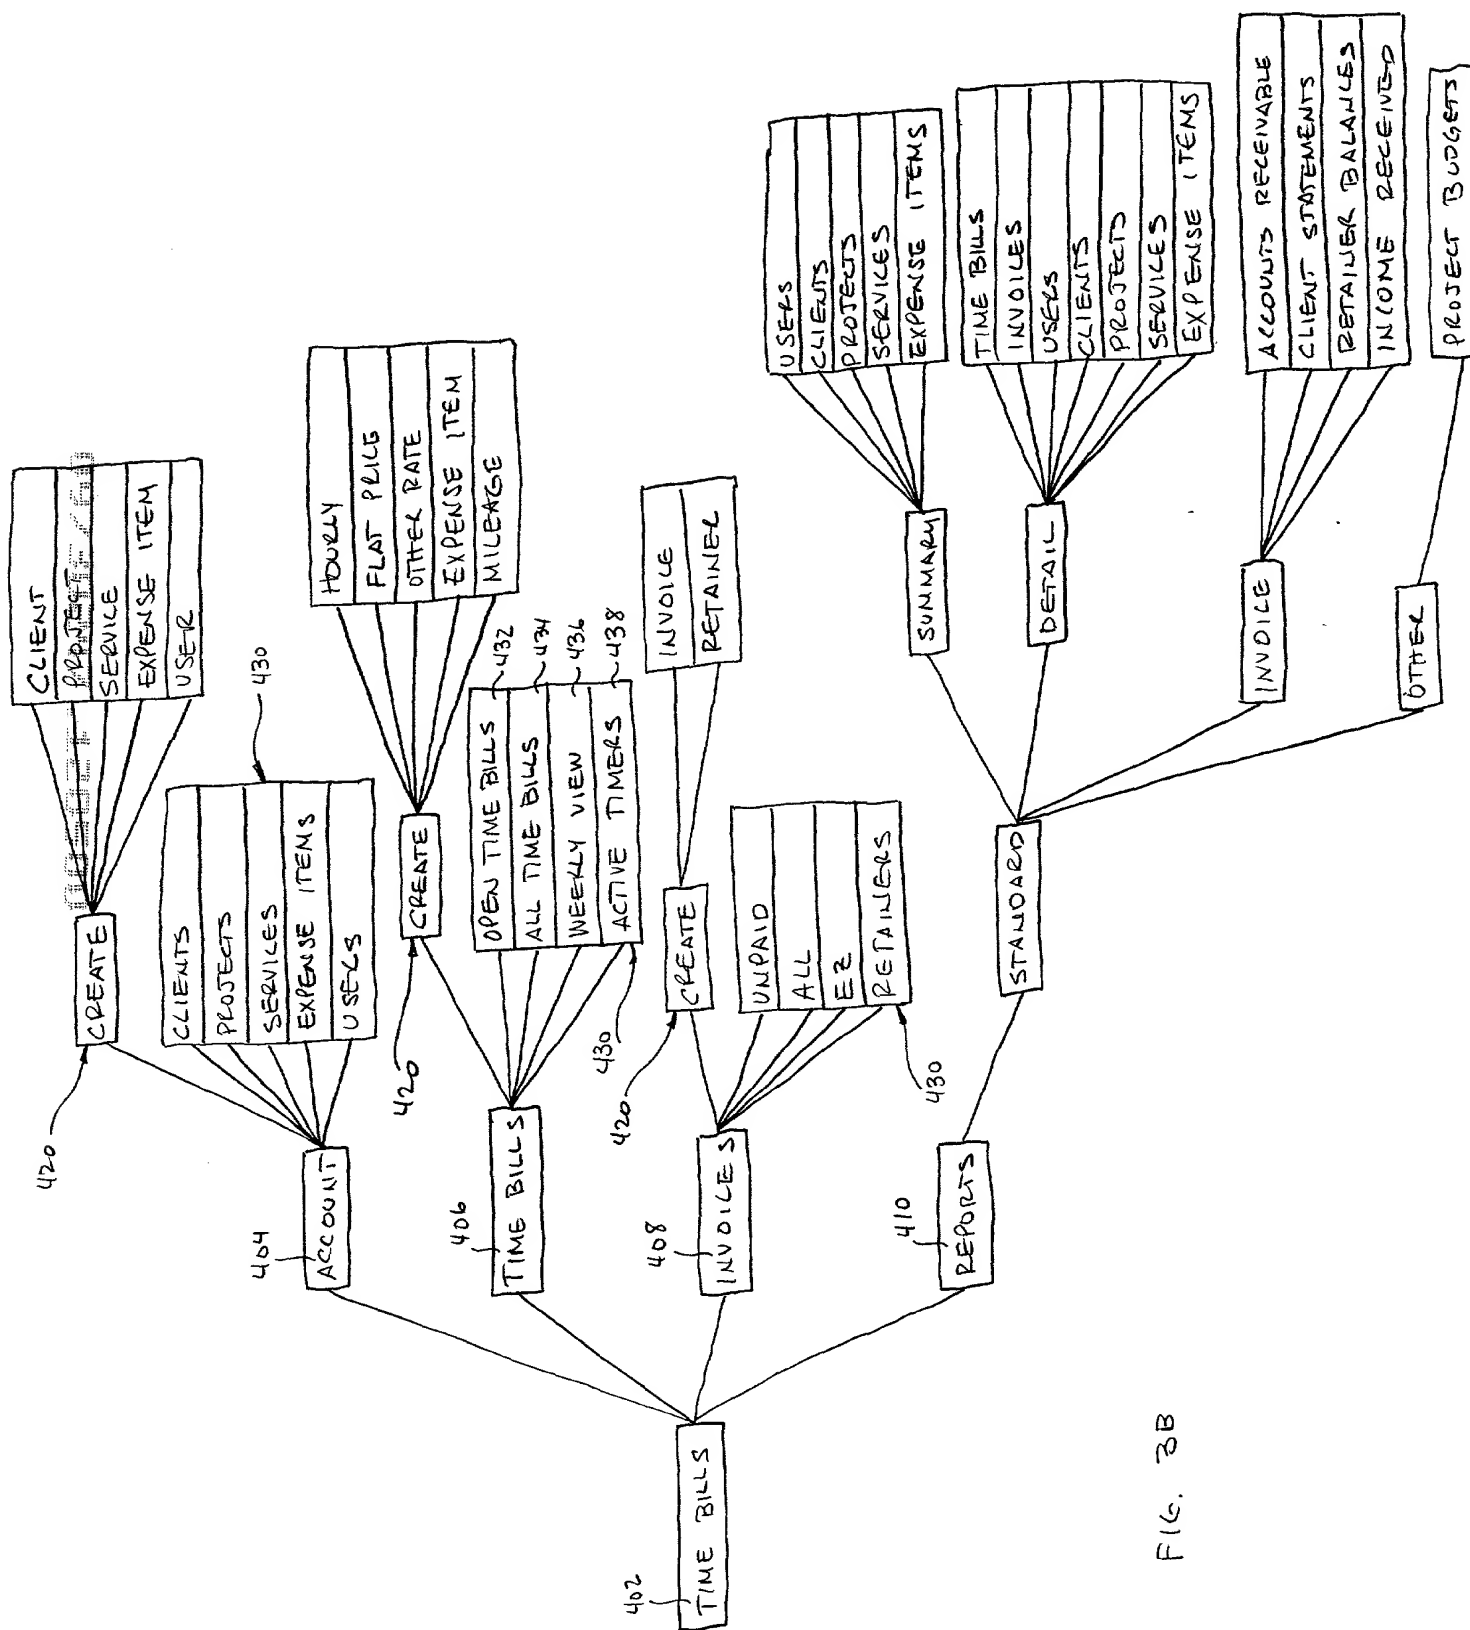 420
CREATE
CLIENT
PROJECT
SERVICE
EXPENSE ITEM
USER
404
ACCOUNT
430
CLIENTS
PROJECTS
SERVICES
EXPENSE ITEMS
USERS
420
CREATE
HOURLY
FLAT PRICE
OTHER RATE
EXPENSE ITEM
MILEAGE
406
TIME BILLS
OPEN TIME BILLS 432
ALL TIME BILLS 434
WEEKLY VIEW 436
ACTIVE TIMERS 438
430
420
CREATE
INVOICE
RETAINER
402
TIME BILLS
408
INVOICES
UNPAID
ALL
EZ
RETAINERS
430
410
REPORTS
STANDARD
SUMMARY
USERS
CLIENTS
PROJECTS
SERVICES
EXPENSE ITEMS
DETAIL
TIME BILLS
INVOICES
USERS
CLIENTS
PROJECTS
SERVICES
EXPENSE ITEMS
INVOICE
ACCOUNTS RECEIVABLE
CLIENT STATEMENTS
RETAINER BALANCES
INCOME RECEIVED
OTHER
PROJECT BUDGETS
FIG. 3B